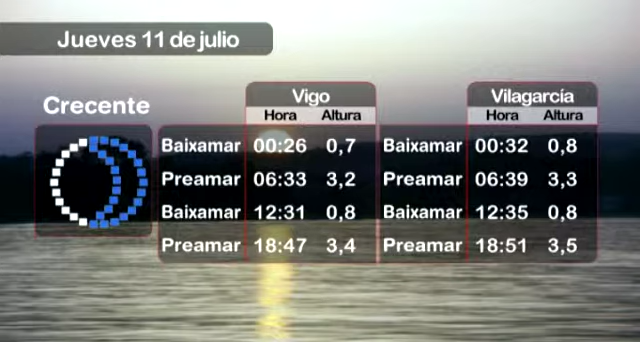 Jueves 11 de julio
Crecente
Vigo Vilagarcía
Hora Altura Hora Altura
Baixamar 00:26 0,7 Baixamar 00:32 0,8
Preamar 06:33 3,2 Preamar 06:39 3,3
Baixamar 12:31 0,8 Baixamar 12:35 0,8
Preamar 18:47 3,4 Preamar 18:51 3,5